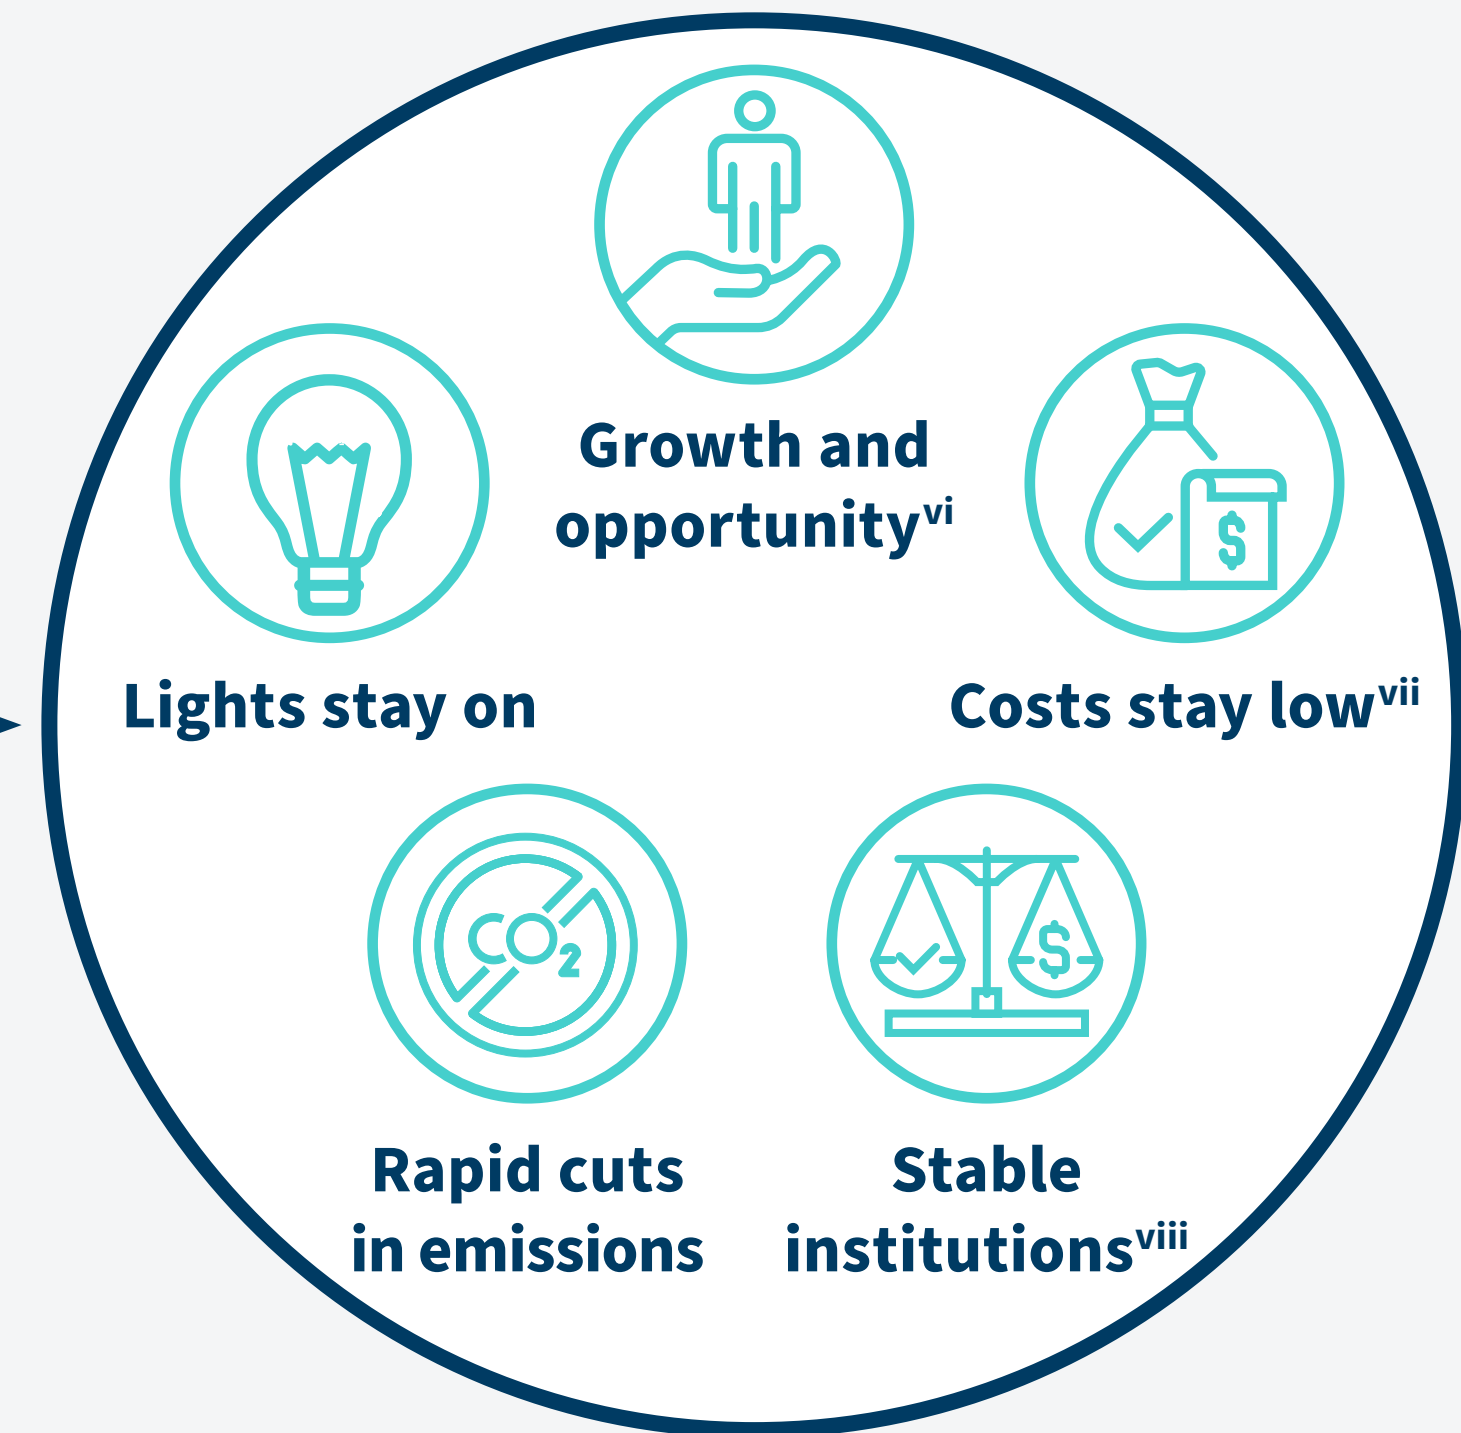 Growth and
opportunityvi
Lights stay on
Costs stay lowvii
CO2
$
$
Rapid cuts
in emissions
Stable
institutionsviii